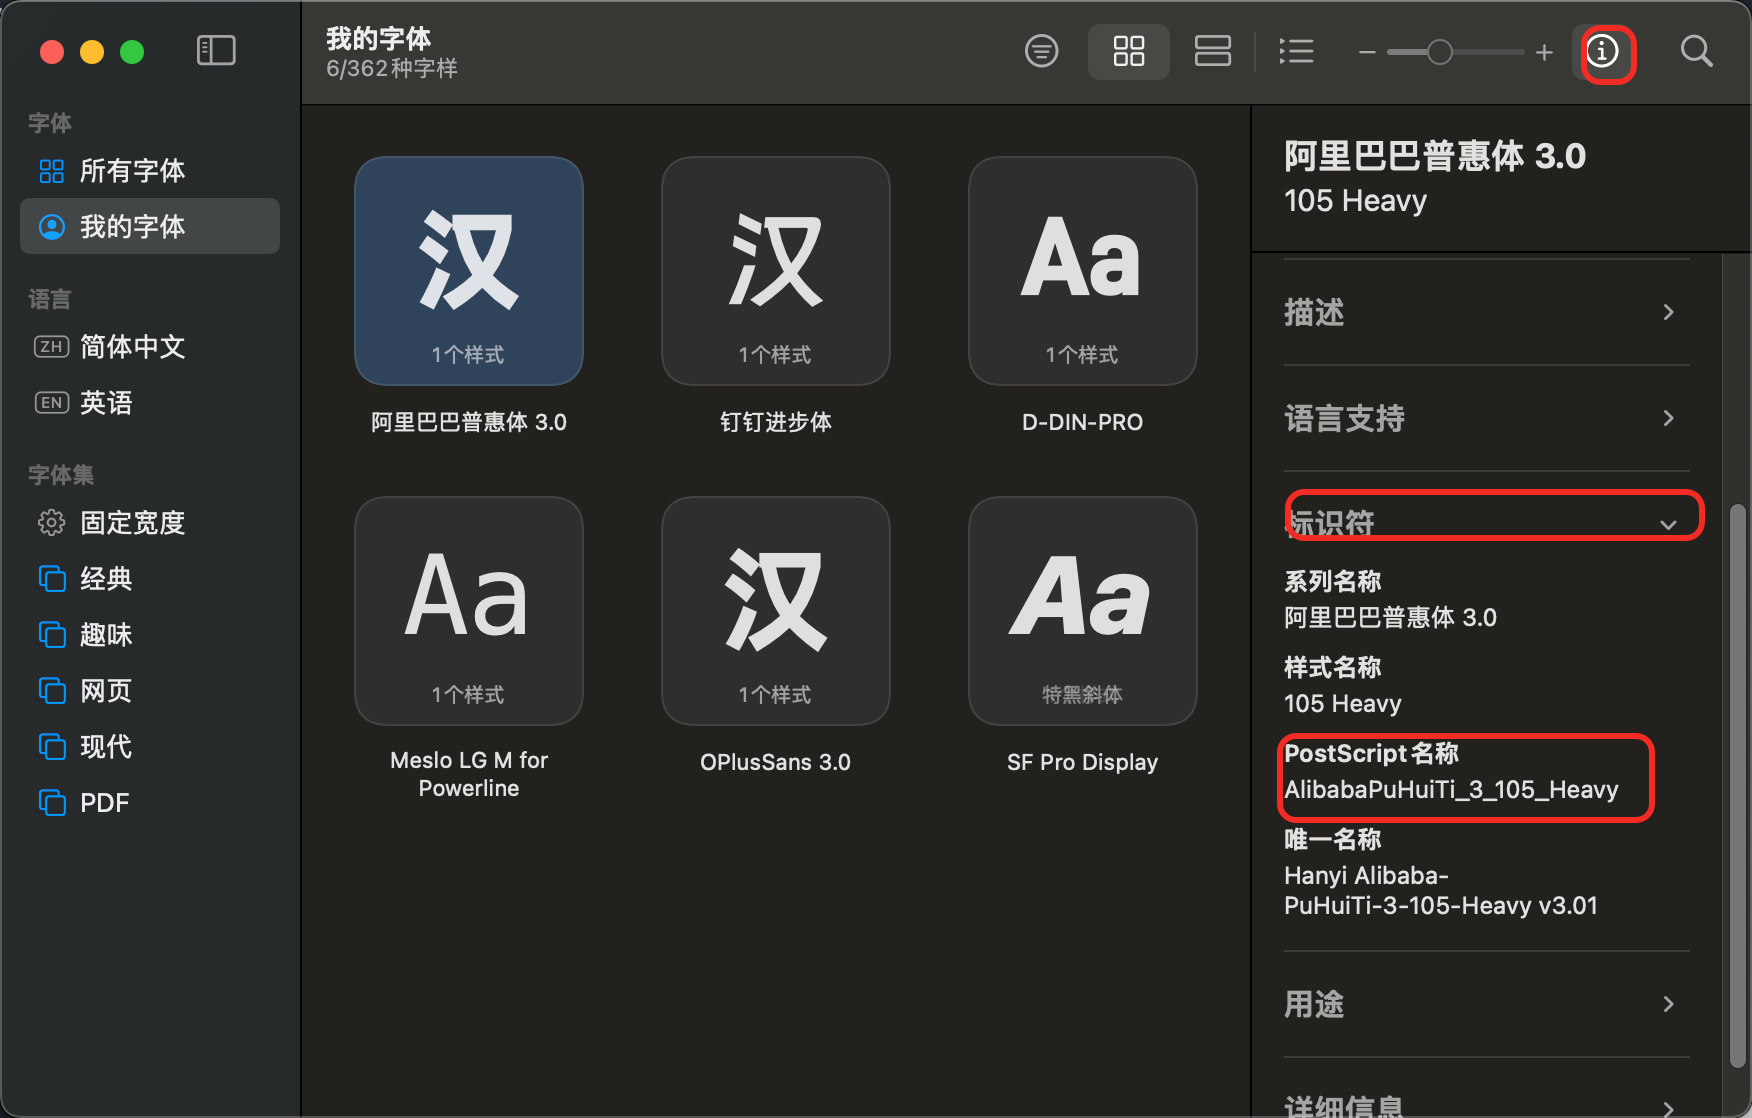 我的字体
6/362种字样
字体
所有字体
我的字体
语言
ZH 简体中文
EN 英语
字体集
固定宽度
经典
趣味
网页
现代
PDF
汉
1个样式
阿里巴巴普惠体 3.0
汉
1个样式
钉钉进步体
Aa
1个样式
D-DIN-PRO
Aa
1个样式
Meslo LG M for
Powerline
汉
1个样式
OPlusSans 3.0
Aa
特黑斜体
SF Pro Display
阿里巴巴普惠体 3.0
105 Heavy
描述
语言支持
标识符
系列名称
阿里巴巴普惠体 3.0
样式名称
105 Heavy
PostScript名称
AlibabaPuHuiTi_3_105_Heavy
唯一名称
Hanyi Alibaba-
PuHuiTi-3-105-Heavy v3.01
用途
详细信息